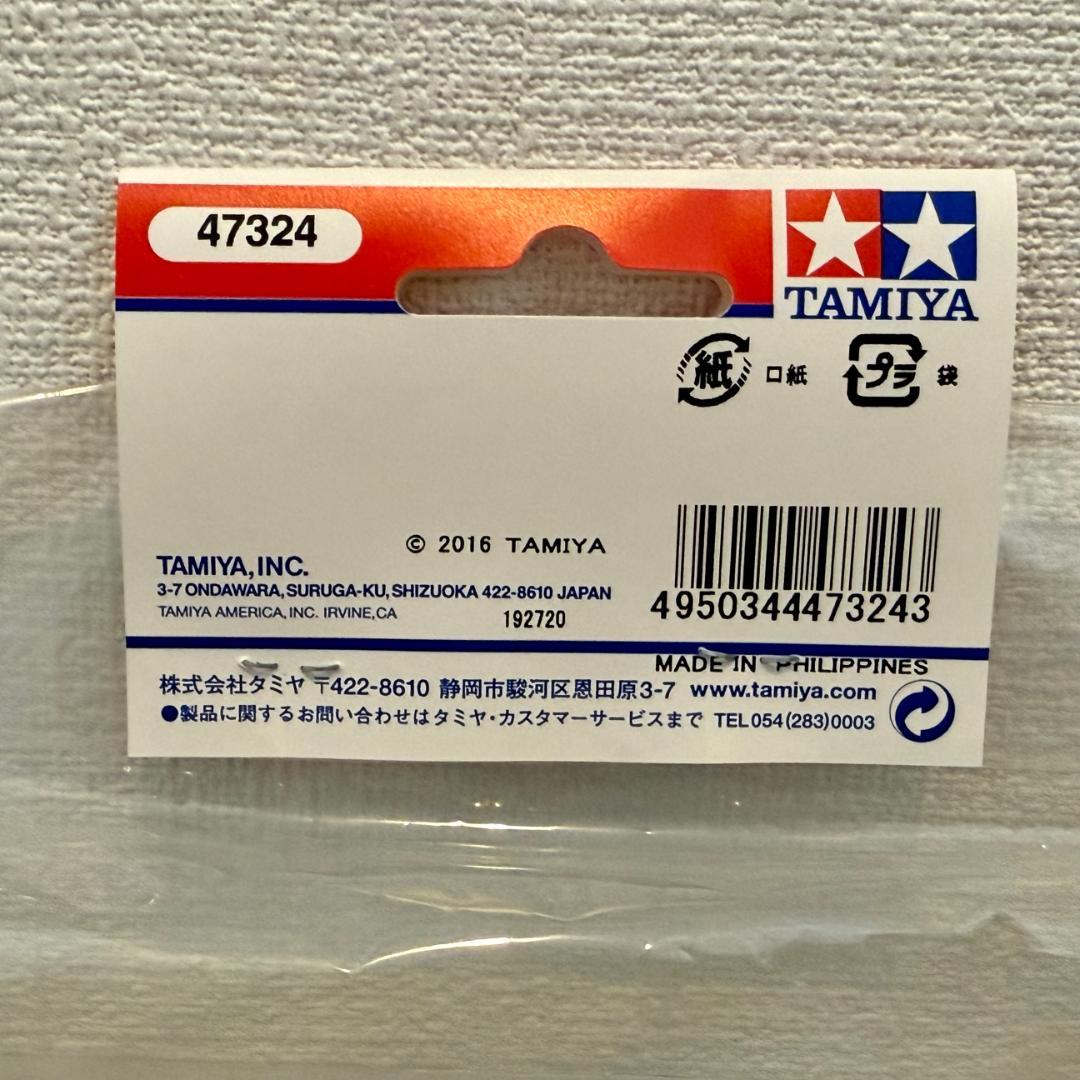 47324
TAMIYA
紙 口紙 プラ 袋
© 2016 TAMIYA
TAMIYA, INC.
3-7 ONDAWARA, SURUGA-KU, SHIZUOKA 422-8610 JAPAN
TAMIYA AMERICA, INC. IRVINE, CA
192720
4950344473243
MADE IN PHILIPPINES
株式会社タミヤ 〒422-8610 静岡市駿河区恩田原3-7 www.tamiya.com
●製品に関するお問い合わせはタミヤ・カスタマーサービスまで TEL054(283)0003